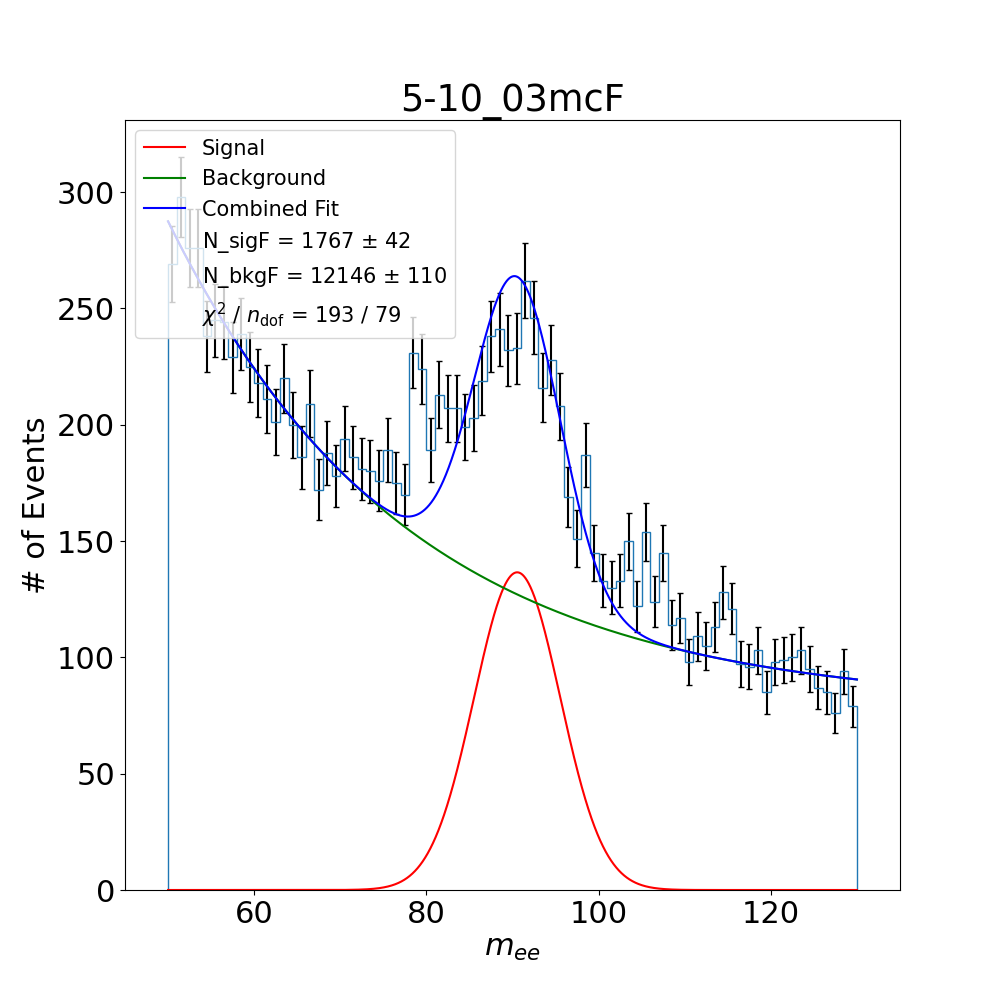 5-10_03mcF
Signal
Background
Combined Fit
N_sigF = 1767 ± 42
N_bkgF = 12146 ± 110
χ² / n_dof = 193 / 79
# of Events
300
250
200
150
100
50
0
60 80 100 120
m_ee